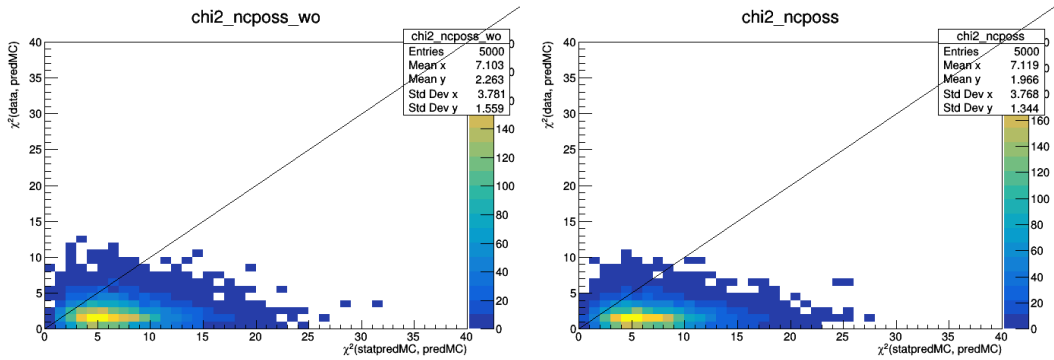 chi2_ncposs_wo
χ²(data, predMC)
40
35
30
25
20
15
10
5
0
0 5 10 15 20 25 30 35 40
χ²(statpredMC, predMC)
chi2_ncposs_wo
Entries 5000
Mean x 7.103
Mean y 2.263
Std Dev x 3.781
Std Dev y 1.559
140
120
100
80
60
40
20
0
chi2_ncposs
χ²(data, predMC)
40
35
30
25
20
15
10
5
0
0 5 10 15 20 25 30 35 40
χ²(statpredMC, predMC)
chi2_ncposs
Entries 5000
Mean x 7.119
Mean y 1.966
Std Dev x 3.768
Std Dev y 1.344
160
140
120
100
80
60
40
20
0